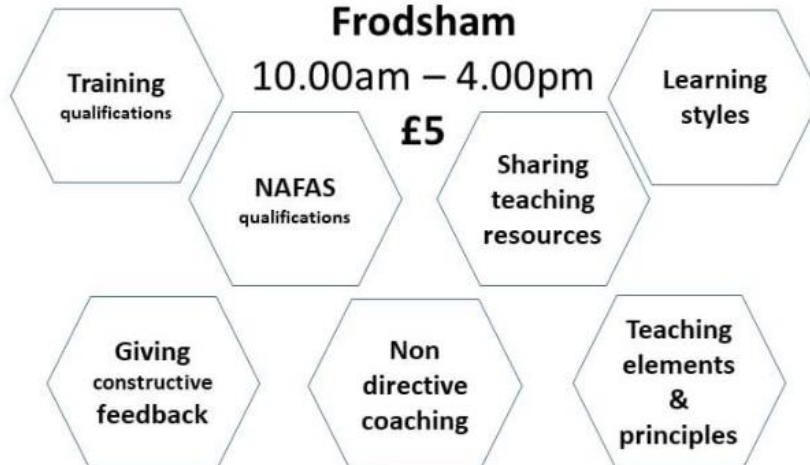 Frodsham
10.00am – 4.00pm
£5
Training
qualifications
Learning
styles
NAFAS
qualifications
Sharing
teaching
resources
Giving
constructive
feedback
Non
directive
coaching
Teaching
elements
&
principles